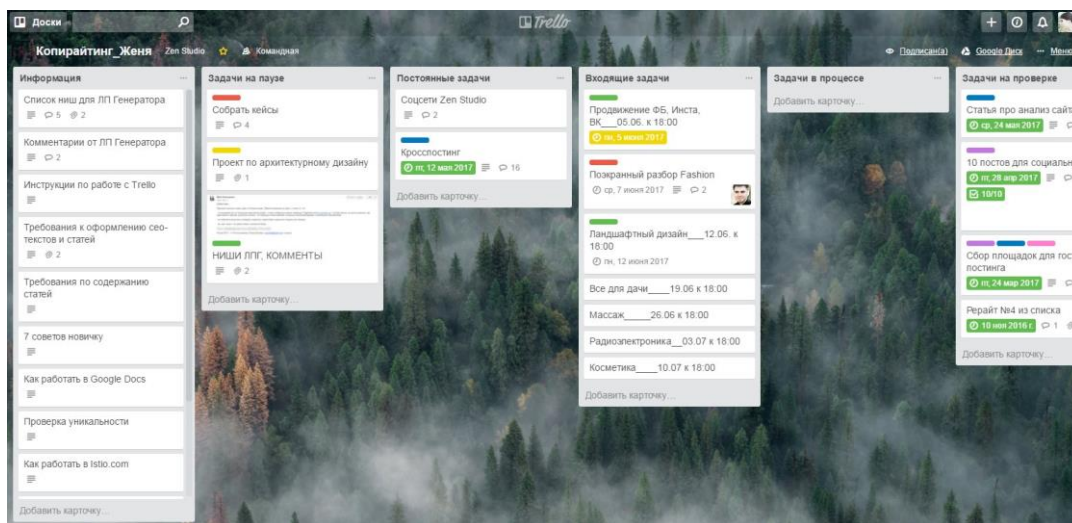 Доски
Trello
Копирайтинг_Женя Zen Studio Командная
Подписан(а) Google Диск Меню
Информация
Список ниш для ЛП Генератора
5 2
Комментарии от ЛП Генератора
2
Инструкции по работе с Trello
Требования к оформлению сео-
текстов и статей
2
Требования по содержанию
статей
7 советов новичку
Как работать в Google Docs
Проверка уникальности
Как работать в Istio.com
Добавить карточку...
Задачи на паузе
Собрать кейсы
4
Проект по архитектурному дизайну
1
НИШИ ЛПГ, КОММЕНТЫ
2
Добавить карточку...
Постоянные задачи
Соцсети Zen Studio
2
Кросспостинг
пт, 12 мая 2017 16
Добавить карточку...
Входящие задачи
Продвижение ФБ, Инста,
ВК___05.06. к 18:00
пн, 5 июня 2017
Поэкранный разбор Fashion
ср, 7 июня 2017 2
Ландшафтный дизайн___12.06. к
18:00
пн, 12 июня 2017
Все для дачи____19.06 к 18:00
Массаж_____26.06 к 18:00
Радиоэлектроника__03.07 к 18:00
Косметика____10.07 к 18:00
Добавить карточку...
Задачи в процессе
Добавить карточку...
Задачи на проверке
Статья про анализ сайта
ср, 24 мая 2017
10 постов для социальн
пт, 28 апр 2017
10/10
Сбор площадок для гост
постинга
пт, 24 мар 2017
Рерайт №4 из списка
10 ноя 2016 г. 1
Добавить карточку...